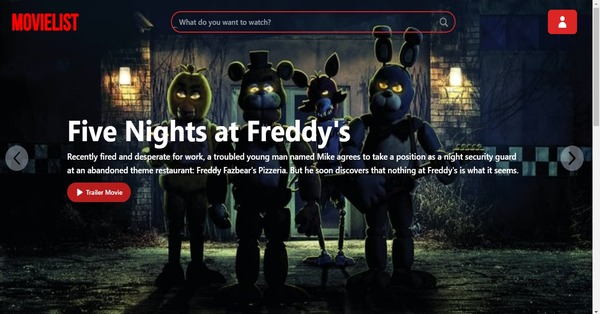 MOVIELIST
What do you want to watch?
Five Nights at Freddy's
Recently fired and desperate for work, a troubled young man named Mike agrees to take a position as a night security guard
at an abandoned theme restaurant: Freddy Fazbear's Pizzeria. But he soon discovers that nothing at Freddy's is what it seems.
Trailer Movie